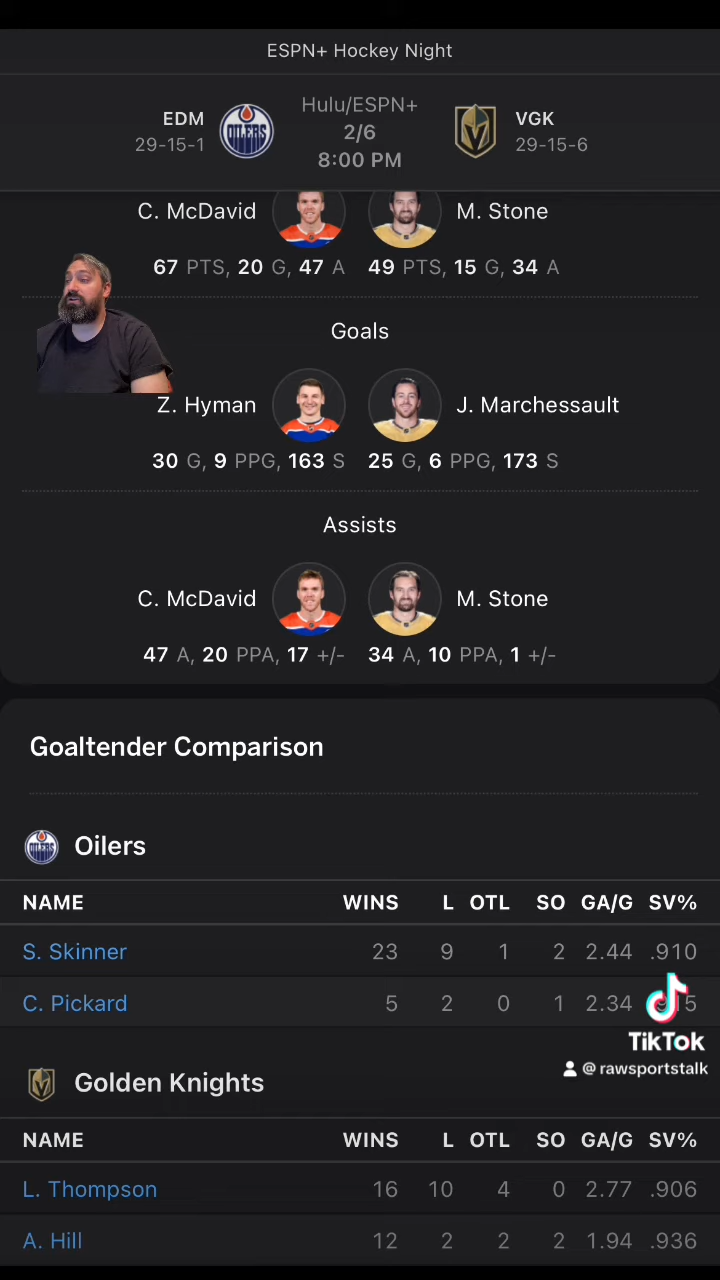 ESPN+ Hockey Night
EDM
29-15-1
OILERS
Hulu/ESPN+
2/6
8:00 PM
VGK
29-15-6
C. McDavid
M. Stone
67 PTS, 20 G, 47 A
49 PTS, 15 G, 34 A
Goals
Z. Hyman
J. Marchessault
30 G, 9 PPG, 163 S
25 G, 6 PPG, 173 S
Assists
C. McDavid
M. Stone
47 A, 20 PPA, 17 +/-
34 A, 10 PPA, 1 +/-
Goaltender Comparison
OILERS
Oilers
NAME WINS L OTL SO GA/G SV%
S. Skinner 23 9 1 2 2.44 .910
C. Pickard 5 2 0 1 2.34
TikTok
@rawsportstalk
Golden Knights
NAME WINS L OTL SO GA/G SV%
L. Thompson 16 10 4 0 2.77 .906
A. Hill 12 2 2 2 1.94 .936